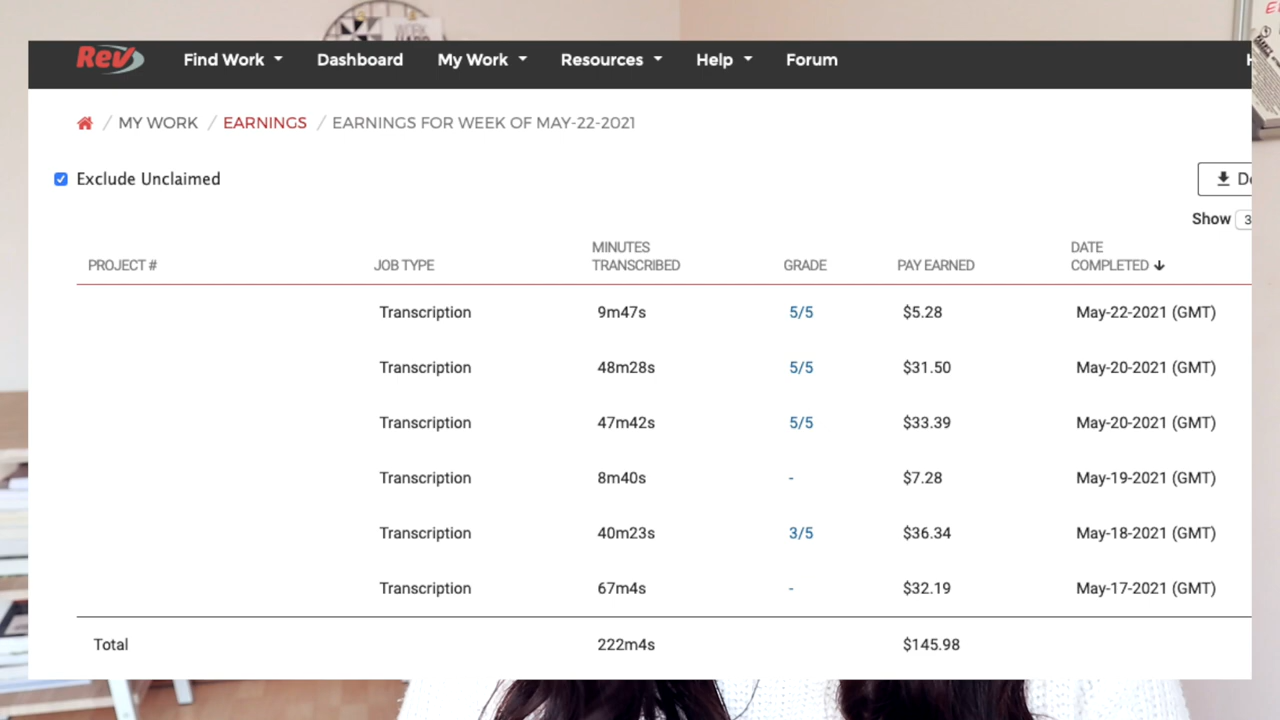 WORK
HARD
Rev
Find Work Dashboard My Work Resources Help Forum
/ MY WORK / EARNINGS / EARNINGS FOR WEEK OF MAY-22-2021
Exclude Unclaimed
Show 3
PROJECT # JOB TYPE MINUTES TRANSCRIBED GRADE PAY EARNED DATE COMPLETED
Transcription 9m47s 5/5 $5.28 May-22-2021 (GMT)
Transcription 48m28s 5/5 $31.50 May-20-2021 (GMT)
Transcription 47m42s 5/5 $33.39 May-20-2021 (GMT)
Transcription 8m40s - $7.28 May-19-2021 (GMT)
Transcription 40m23s 3/5 $36.34 May-18-2021 (GMT)
Transcription 67m4s - $32.19 May-17-2021 (GMT)
Total 222m4s $145.98